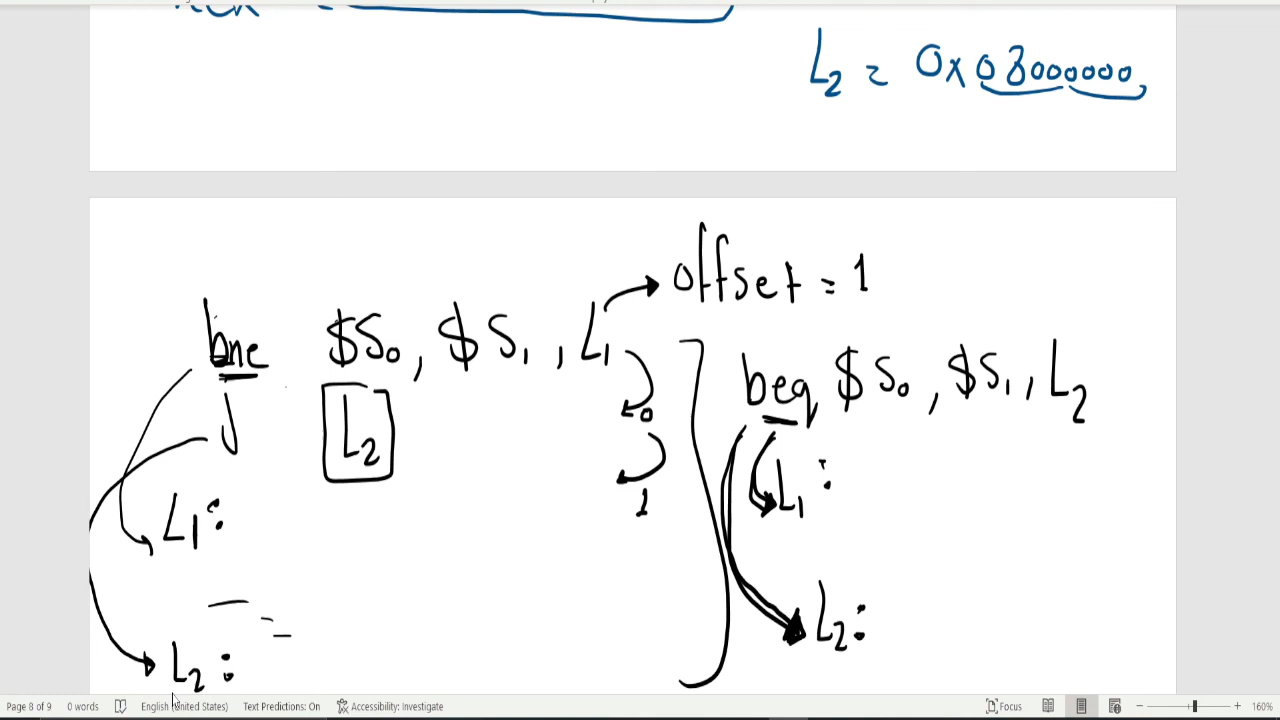 L2 = 0x08000000
offset = 1
bne $S0, $S1, L1
0
j L2
1
L1:
L2:
beq $S0, $S1, L2
L1:
L2:
Page 8 of 9 0 words English (United States) Text Predictions: On Accessibility: Investigate Focus 160%